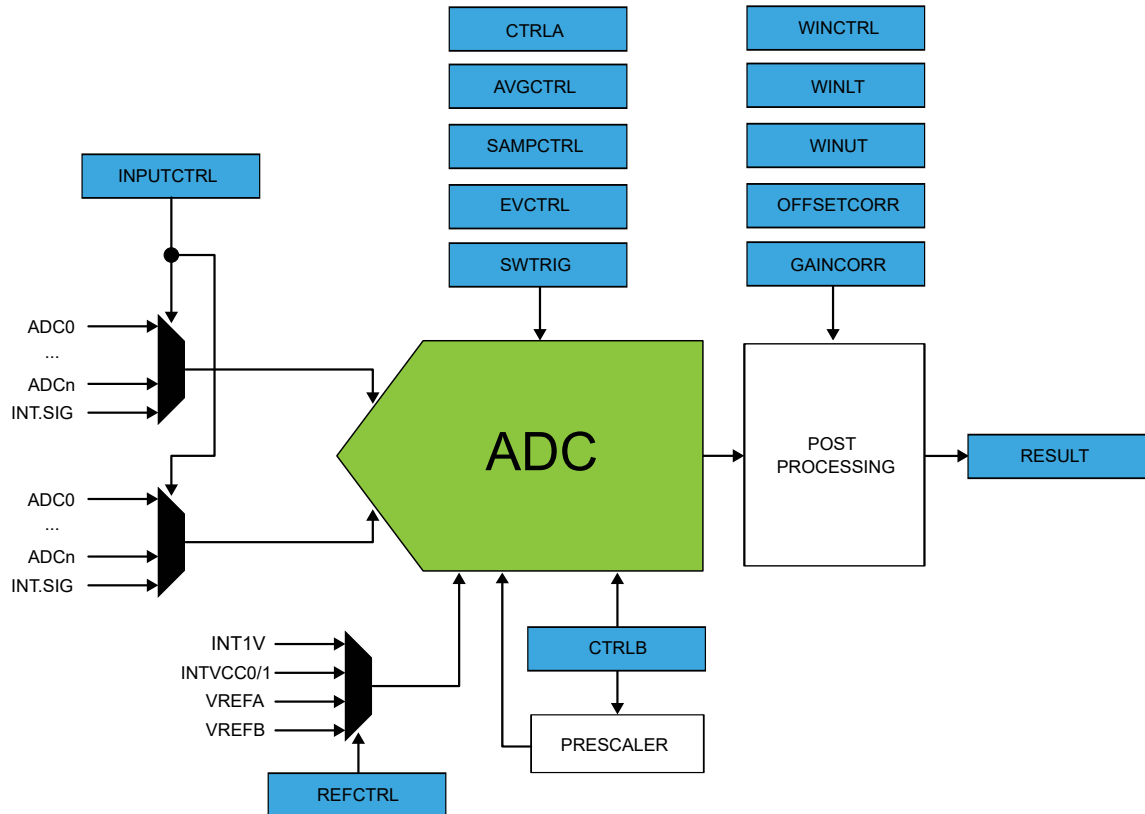 CTRLA
WINCTRL
AVGCTRL
WINLT
SAMPCTRL
WINUT
INPUTCTRL
EVCTRL
OFFSETCORR
SWTRIG
GAINCORR
ADC0
...
ADCn
INT.SIG
ADC
POST
PROCESSING
RESULT
ADC0
...
ADCn
INT.SIG
INT1V
INTVCC0/1
VREFA
VREFB
CTRLB
PRESCALER
REFCTRL